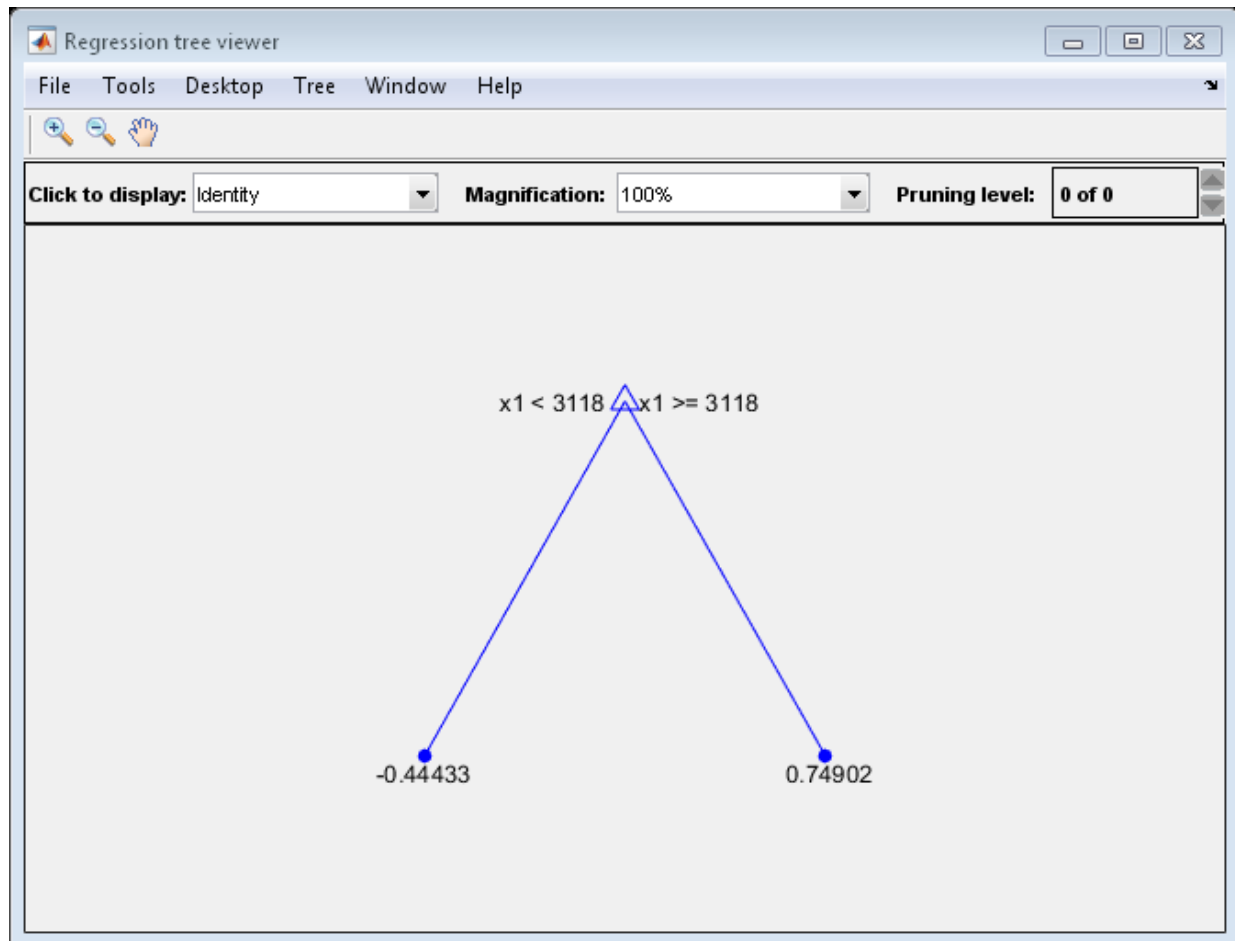 Regression tree viewer
File Tools Desktop Tree Window Help
Click to display: Identity Magnification: 100% Pruning level: 0 of 0
x1 < 3118 x1 >= 3118
-0.44433 0.74902